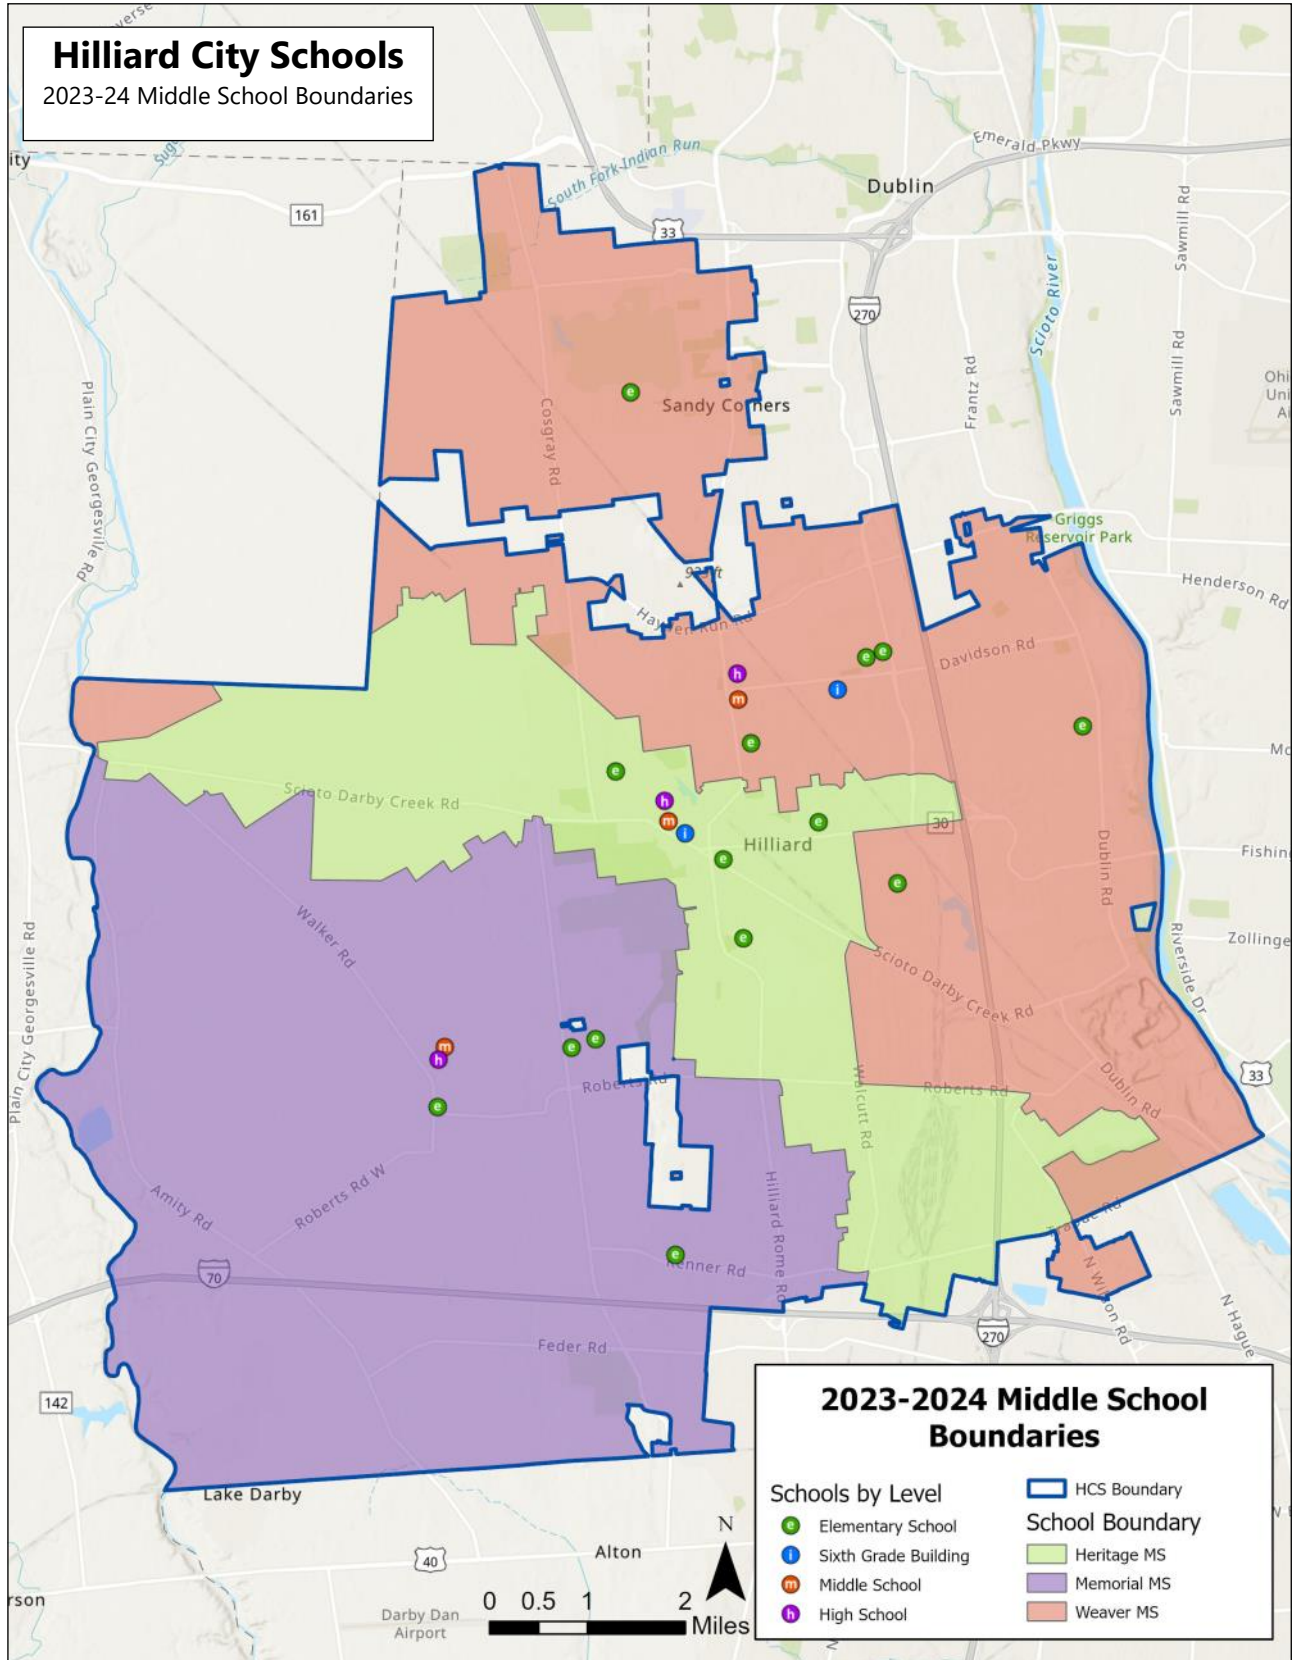 Hilliard City Schools
2023-24 Middle School Boundaries
161
South Fork Indian Run
Emerald Pkwy
Dublin
33
270
Sawmill Rd
Scioto River
Frantz Rd
Sawmill Rd
Plain City Georgesville Rd
Cosgray Rd
e
Sandy Corners
Griggs
Reservoir Park
Henderson Rd
Hayden Run Rd
Davidson Rd
e
e
h
i
m
e
e
e
Scioto Darby Creek Rd
h
m
i
e
30
Hilliard
e
Dublin Rd
e
Walker Rd
e
Scioto Darby Creek Rd
Riverside Dr
Plain City Georgesville Rd
m
h
e
e
Roberts Rd
Walcutt Rd
Roberts Rd
Dublin Rd
33
e
Amity Rd
Roberts Rd W
Hilliard Rome Rd
Trabue Rd
e
Renner Rd
70
N Wilson Rd
N Hague
Feder Rd
270
142
Lake Darby
40
Alton
Darby Dan
Airport
N
0 0.5 1 2
Miles
2023-2024 Middle School
Boundaries
Schools by Level
e Elementary School
i Sixth Grade Building
m Middle School
h High School
HCS Boundary
School Boundary
Heritage MS
Memorial MS
Weaver MS